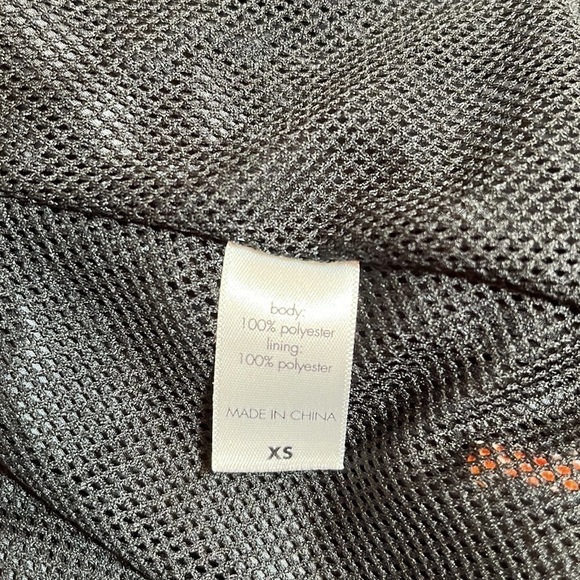 body:
100% polyester
lining:
100% polyester
MADE IN CHINA
XS